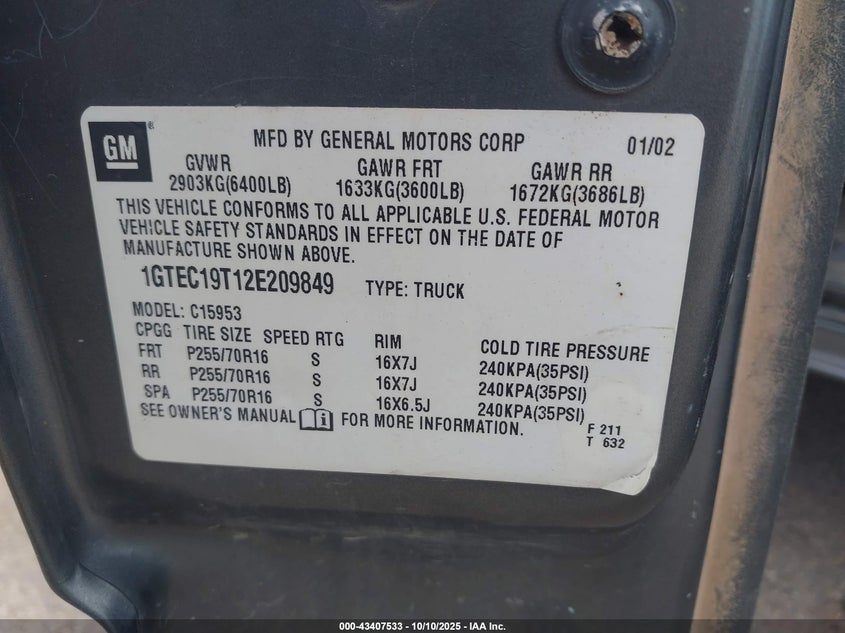 GM
MFD BY GENERAL MOTORS CORP 01/02
GVWR GAWR FRT GAWR RR
2903KG(6400LB) 1633KG(3600LB) 1672KG(3686LB)
THIS VEHICLE CONFORMS TO ALL APPLICABLE U.S. FEDERAL MOTOR
VEHICLE SAFETY STANDARDS IN EFFECT ON THE DATE OF
MANUFACTURE SHOWN ABOVE.
1GTEC19T12E209849 TYPE: TRUCK
MODEL: C15953
CPGG TIRE SIZE SPEED RTG RIM COLD TIRE PRESSURE
FRT P255/70R16 S 16X7J 240KPA(35PSI)
RR P255/70R16 S 16X7J 240KPA(35PSI)
SPA P255/70R16 S 16X6.5J 240KPA(35PSI)
SEE OWNER'S MANUAL i FOR MORE INFORMATION.
F 211
T 632
000-43407533 - 10/10/2025 - IAA Inc.